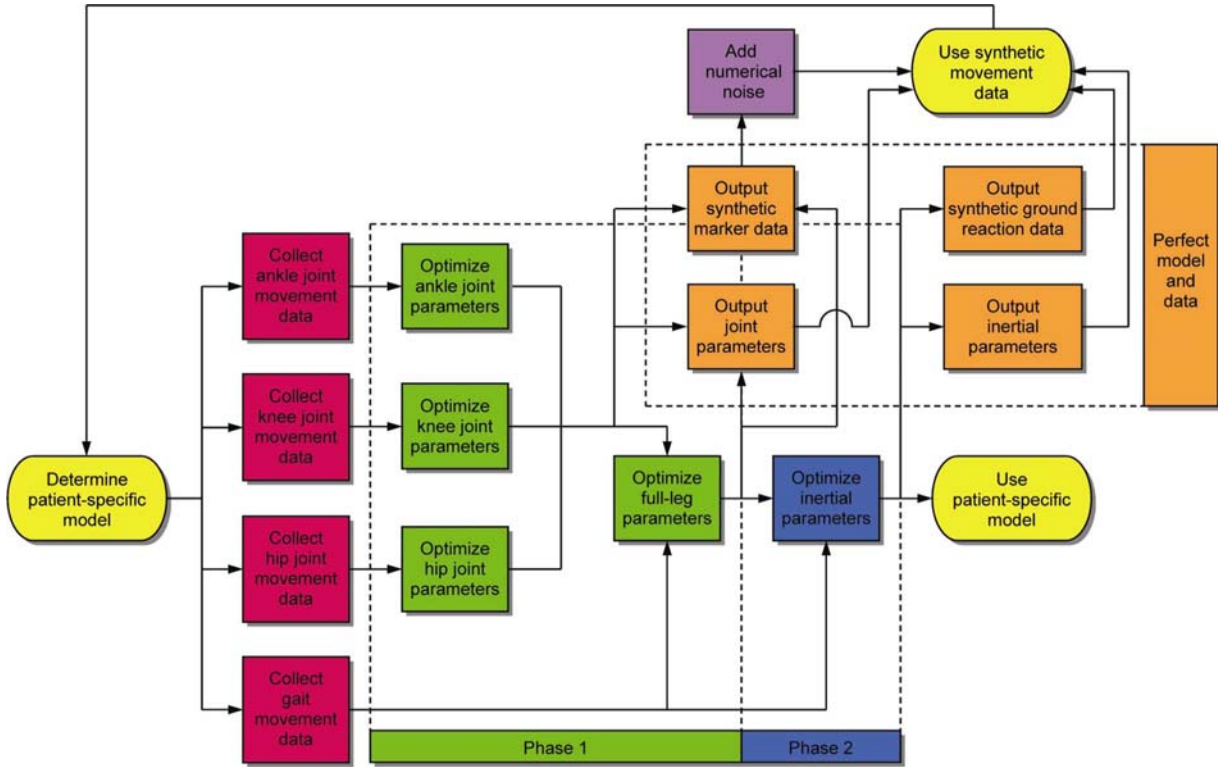 Add
numerical
noise
Use synthetic
movement
data
Output
synthetic
marker data
Output
synthetic ground
reaction data
Perfect
model
and
data
Collect
ankle joint
movement
data
Optimize
ankle joint
parameters
Output
joint
parameters
Output
inertial
parameters
Collect
knee joint
movement
data
Optimize
knee joint
parameters
Determine
patient-specific
model
Optimize
full-leg
parameters
Optimize
inertial
parameters
Use
patient-specific
model
Collect
hip joint
movement
data
Optimize
hip joint
parameters
Collect
gait
movement
data
Phase 1
Phase 2